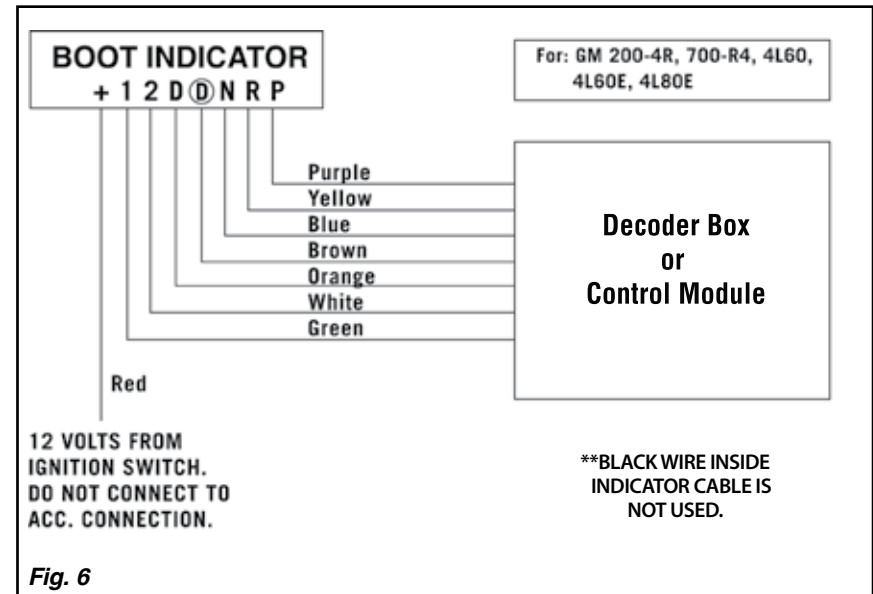 BOOT INDICATOR
+ 1 2 D Ⓓ N R P
For: GM 200-4R, 700-R4, 4L60,
4L60E, 4L80E
Purple
Yellow
Blue
Brown
Orange
White
Green
Decoder Box
or
Control Module
Red
12 VOLTS FROM
IGNITION SWITCH.
DO NOT CONNECT TO
ACC. CONNECTION.
**BLACK WIRE INSIDE
INDICATOR CABLE IS
NOT USED.
Fig. 6